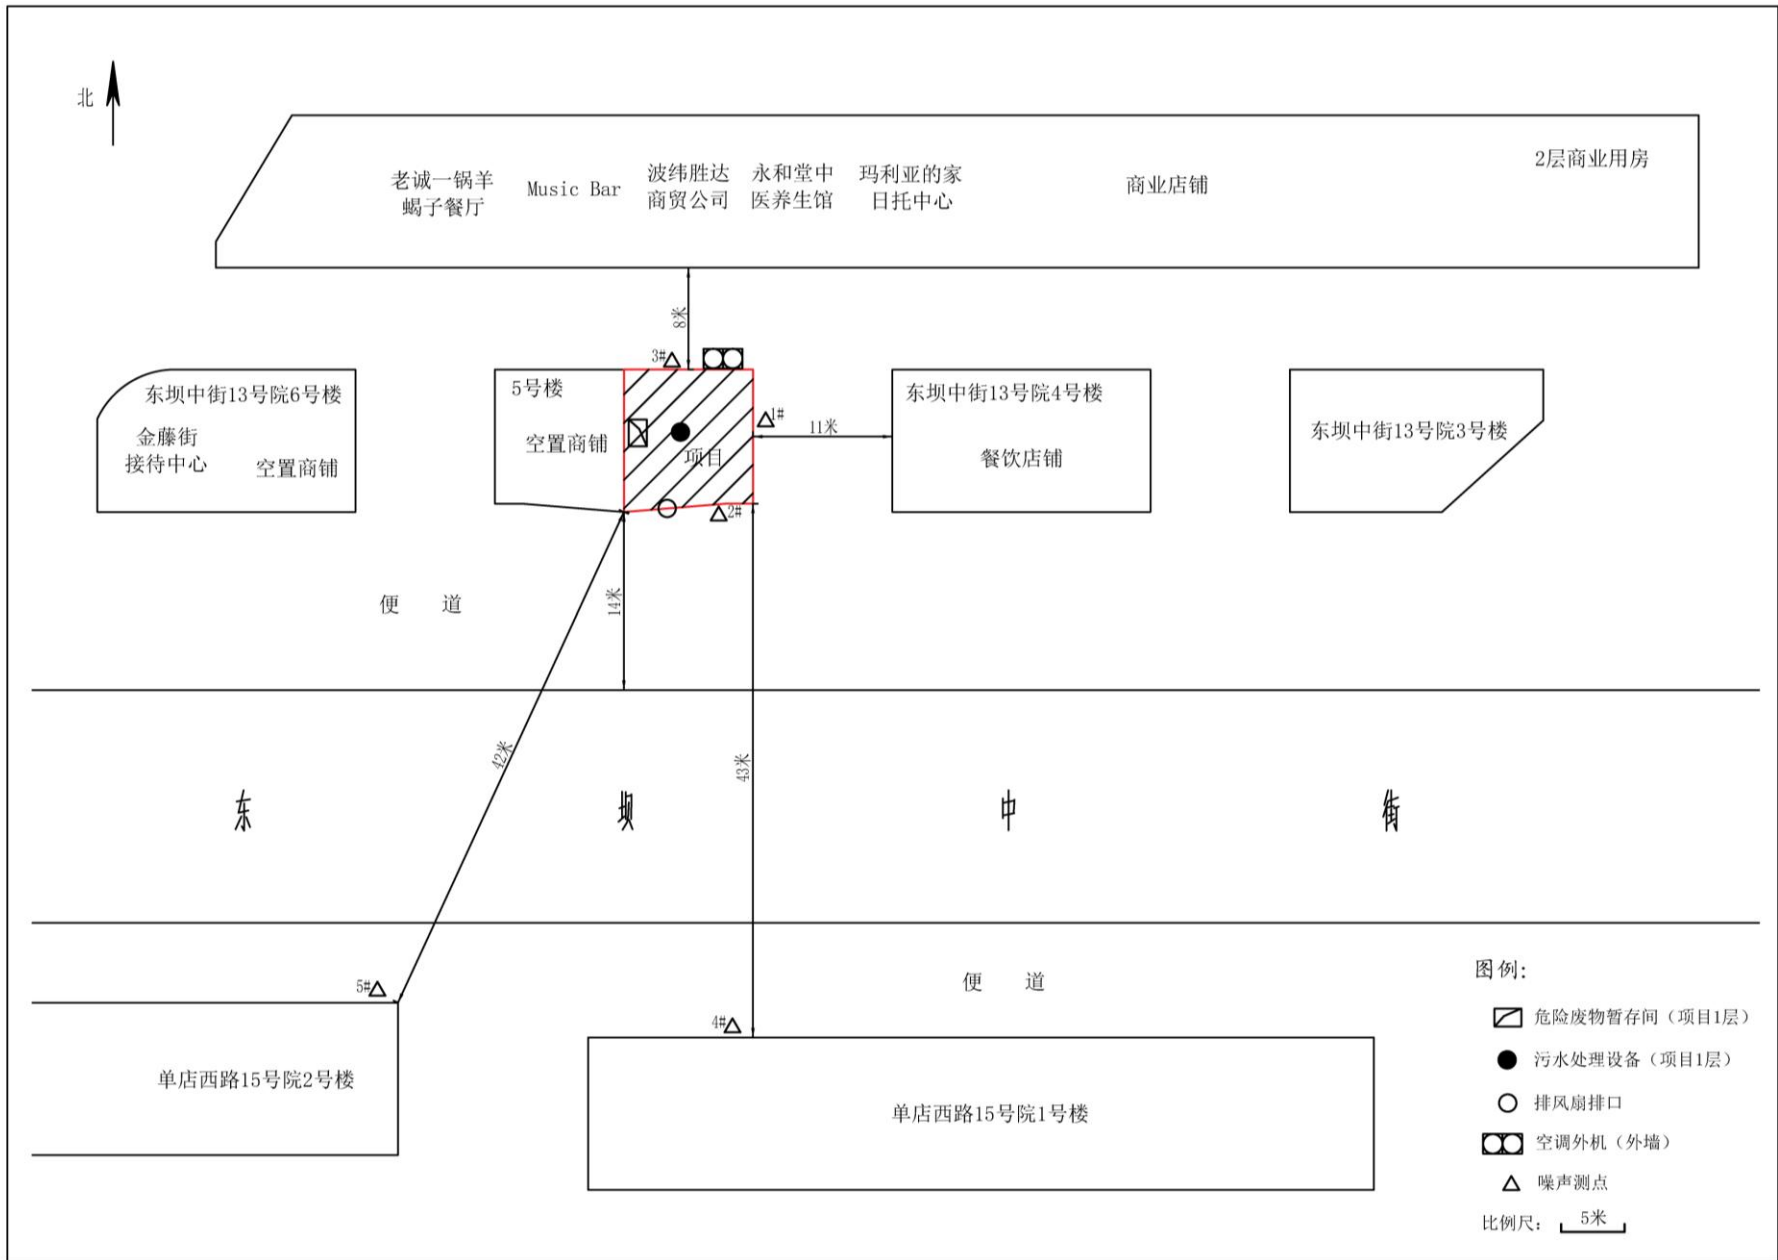 北
2层商业用房
老诚一锅羊
蝎子餐厅
Music Bar
波纬胜达
商贸公司
永和堂中
医养生馆
玛利亚的家
日托中心
商业店铺
8米
3#
东坝中街13号院6号楼
金藤街
接待中心
空置商铺
5号楼
空置商铺
项目
1#
11米
东坝中街13号院4号楼
餐饮店铺
东坝中街13号院3号楼
2#
便 道
14米
42米
43米
东 坝 中 街
便 道
5#
4#
单店西路15号院2号楼
单店西路15号院1号楼
图例:
危险废物暂存间（项目1层）
污水处理设备（项目1层）
排风扇排口
空调外机（外墙）
噪声测点
比例尺: 5米